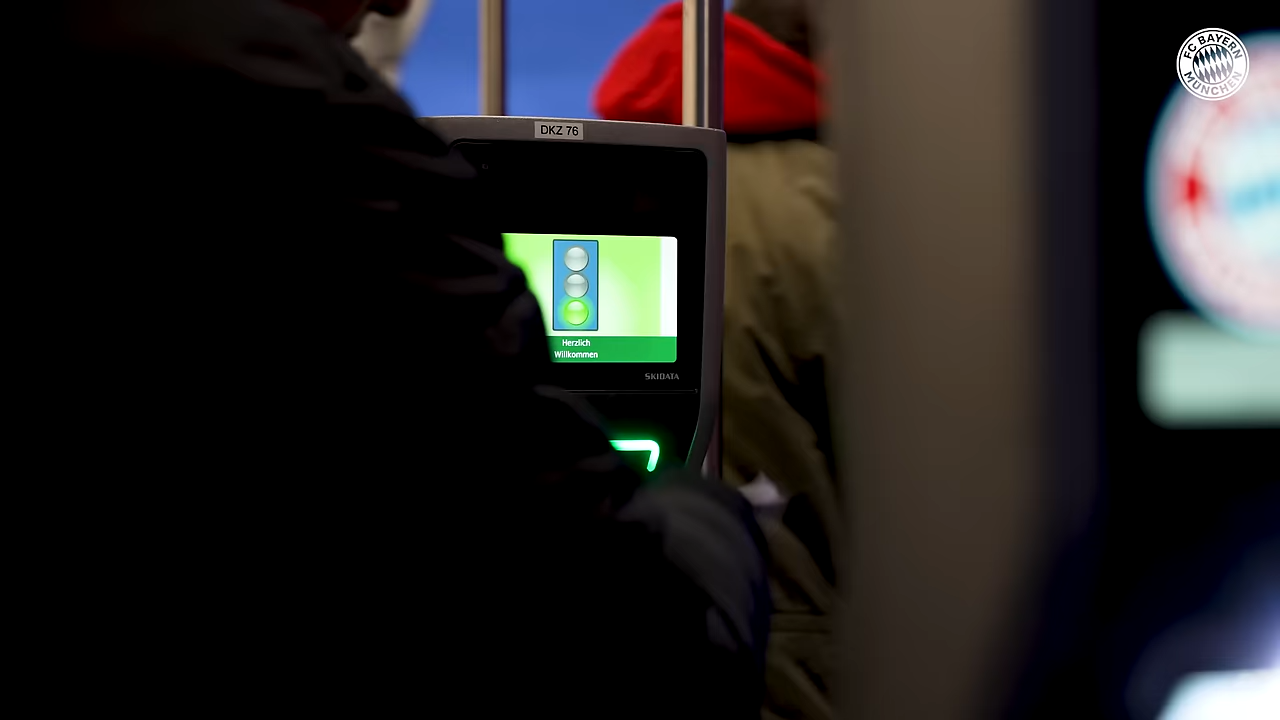 FC BAYERN
MÜNCHEN
DKZ 76
Herzlich
Willkommen
SKIDATA